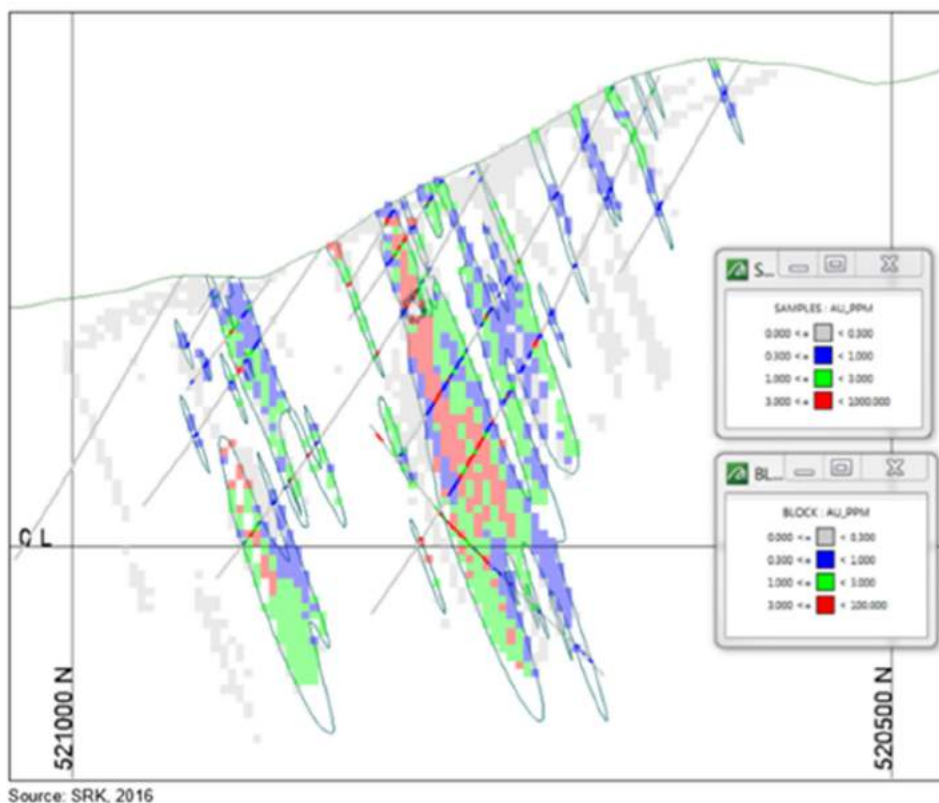 S...
SAMPLES : AU_PPM
0.000 <= < 0.300
0.300 <= < 1.000
1.000 <= < 3.000
3.000 <= < 1000.000
BL...
BLOCK : AU_PPM
0.000 <= < 0.300
0.300 <= < 1.000
1.000 <= < 3.000
3.000 <= < 100.000
0 L
521000 N
520500 N
Source: SRK, 2016